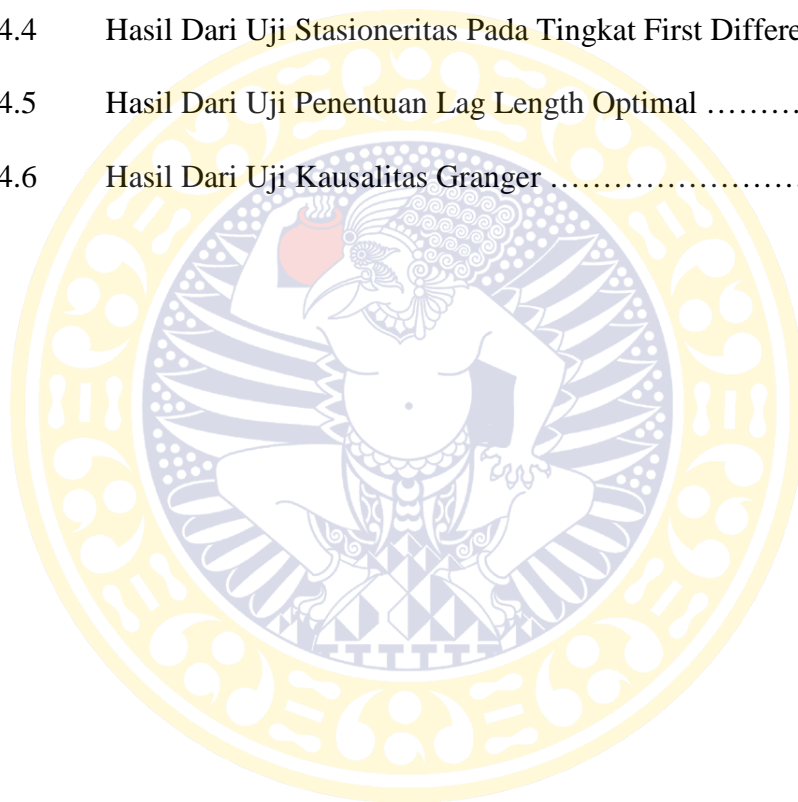 4.4 Hasil Dari Uji Stasioneritas Pada Tingkat First Differe
4.5 Hasil Dari Uji Penentuan Lag Length Optimal ………
4.6 Hasil Dari Uji Kausalitas Granger ……………………